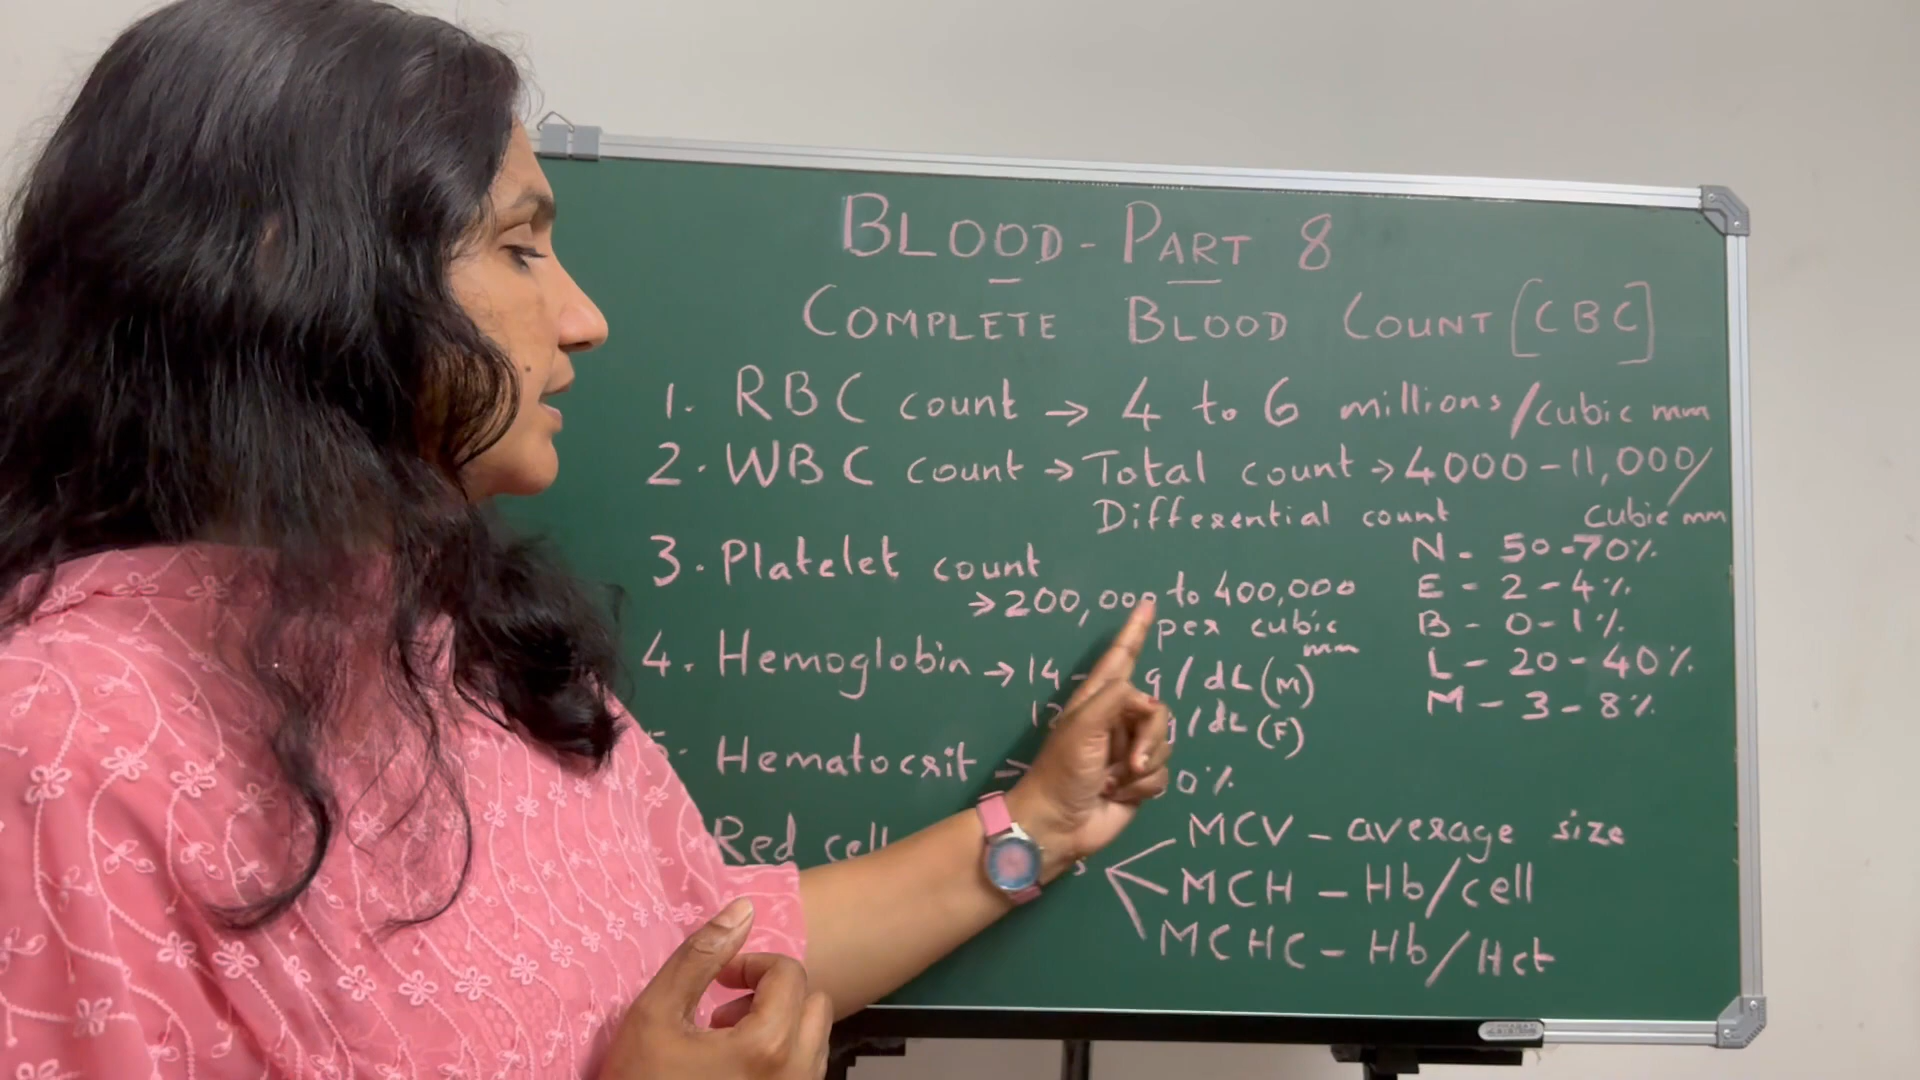 BLOOD - PART 8
COMPLETE BLOOD COUNT [CBC]
1. RBC count → 4 to 6 millions/cubic mm
2. WBC count → Total count → 4000-11,000/
cubic mm
Differential count
N - 50-70%
E - 2-4%
B - 0-1%
L - 20-40%
M - 3-8%
3. Platelet count
→ 200,000 to 400,000
per cubic
mm
4. Hemoglobin → 14- g/dL (M)
g/dL (F)
Hematocrit →
Red cell
MCV - average size
MCH - Hb/cell
MCHC - Hb/Hct